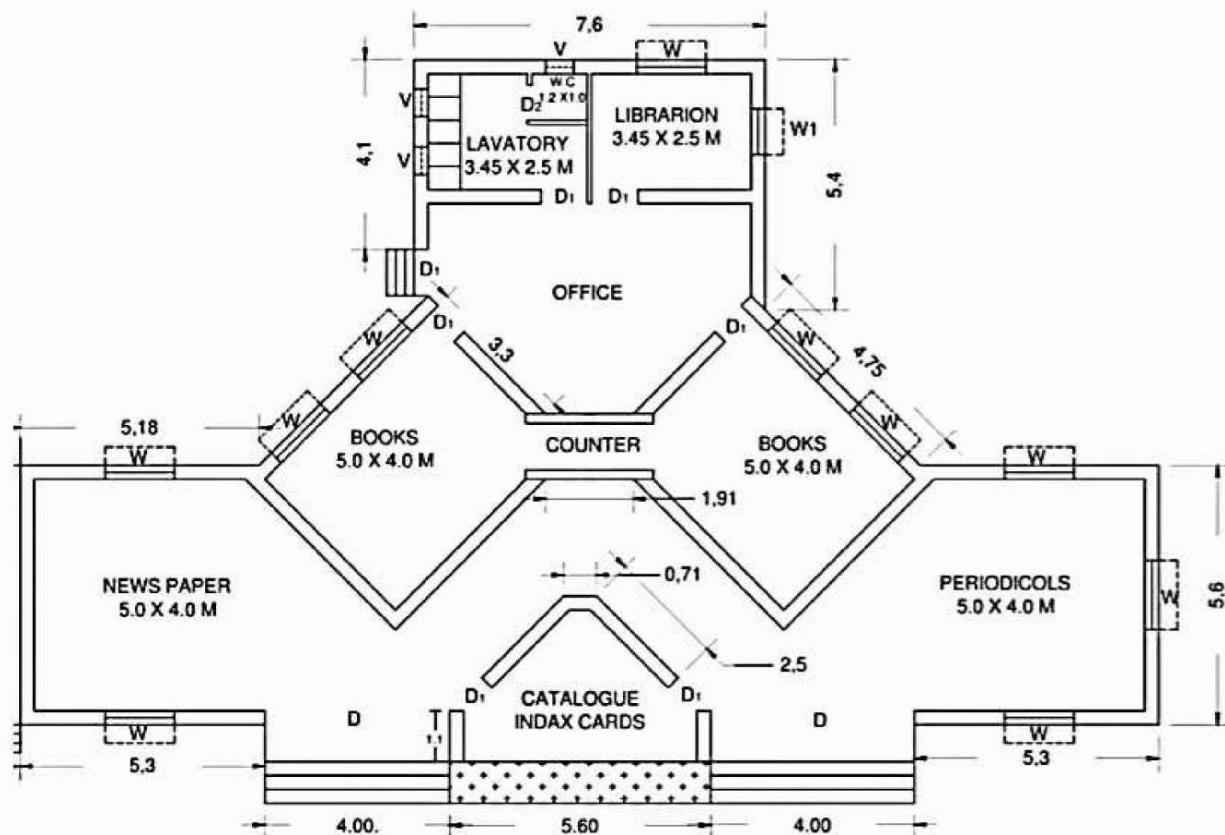 7,6
V
W
W C
1.2 X1.0
D2
LIBRARION
3.45 X 2.5 M
W1
V
V
LAVATORY
3.45 X 2.5 M
4,1
5,4
D1
D1
D1
OFFICE
D1
D1
3,3
W
W
4,75
5,18
W
W
W
W
BOOKS
5.0 X 4.0 M
COUNTER
BOOKS
5.0 X 4.0 M
1,91
0,71
NEWS PAPER
5.0 X 4.0 M
PERIODICOLS
5.0 X 4.0 M
W
5,6
2,5
D1
D1
CATALOGUE
INDAX CARDS
D
D
1.1
W
W
5,3
5,3
4.00.
5.60
4.00